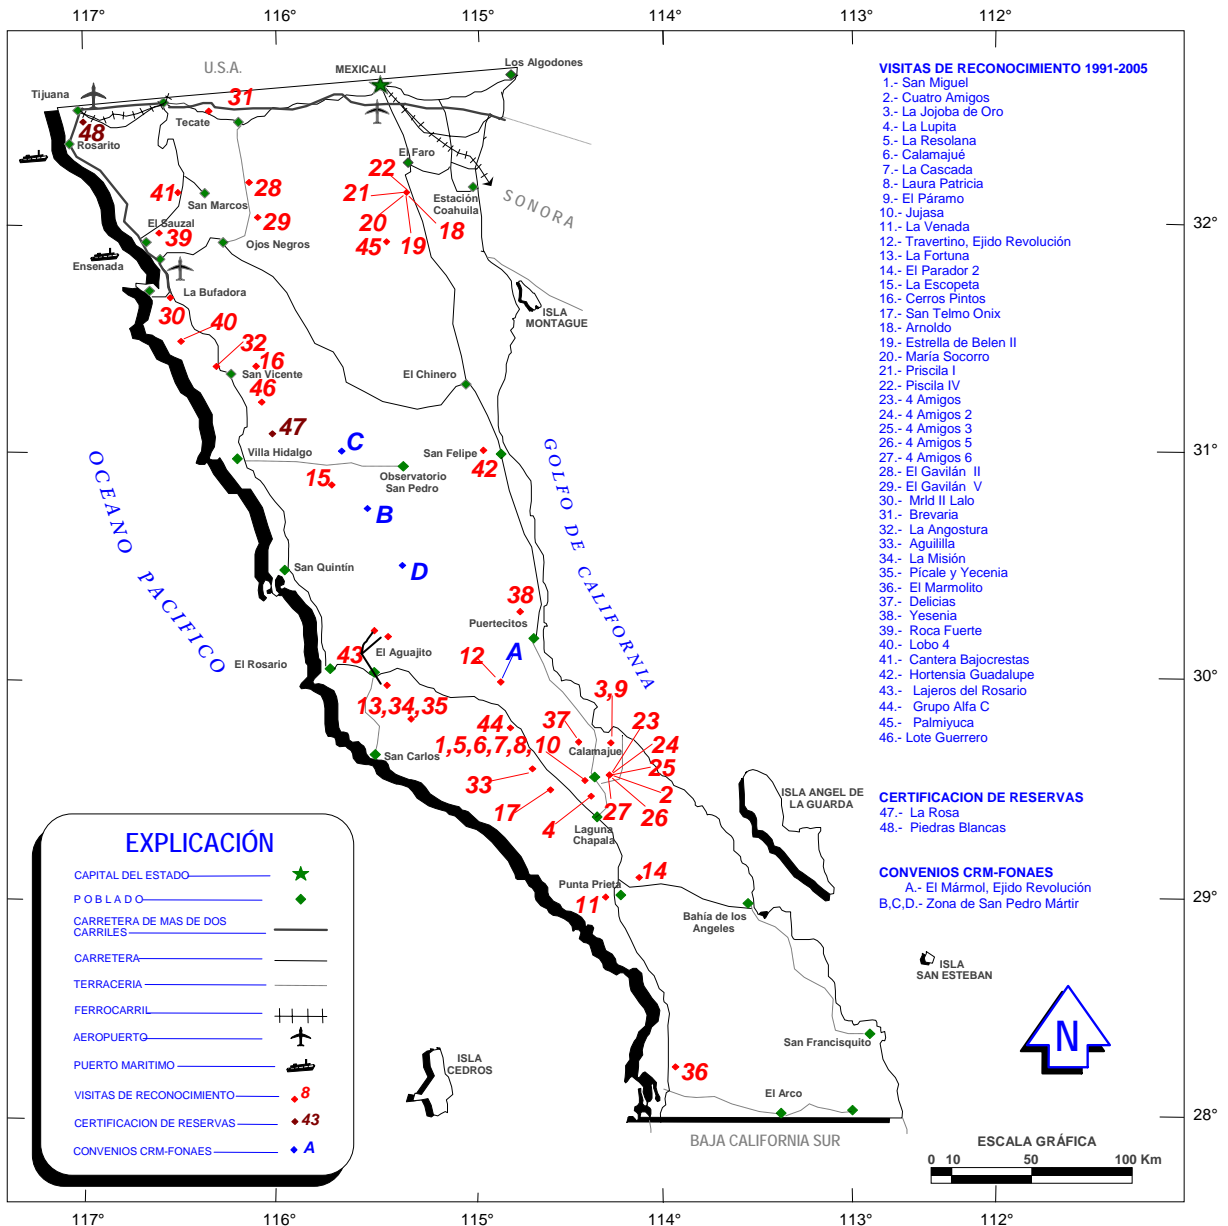 117° 116° 115° 114° 113° 112°
U.S.A.
MEXICALI
Los Algodones
Tijuana
31
Tecate
48
Rosarito
El Faro
22
28
41
21
San Marcos
Estación
Coahuila
SONORA
El Sauzal
29
20
18
39
Ojos Negros
45
19
32°
Ensenada
La Bufadora
ISLA
MONTAGUE
30
40
32
16
San Vicente
El Chinero
46
47
C
Villa Hidalgo
San Felipe
42
31°
15
Observatorio
San Pedro
B
OCEANO PACIFICO
GOLFO DE CALIFORNIA
D
San Quintín
38
Puertecitos
El Rosario
43
El Aguajito
12
A
30°
3,9
13,34,35
44
37
23
1,5,6,7,8,10
Calamajue
24
San Carlos
25
33
2
17
4
27
26
Laguna
Chapala
ISLA ANGEL DE
LA GUARDA
14
Punta Prieta
11
29°
Bahía de los
Angeles
ISLA
SAN ESTEBAN
San Francisquito
ISLA
CEDROS
36
El Arco
28°
BAJA CALIFORNIA SUR
N
ESCALA GRÁFICA
0 10 50 100 Km
VISITAS DE RECONOCIMIENTO 1991-2005
1.- San Miguel
2.- Cuatro Amigos
3.- La Jojoba de Oro
4.- La Lupita
5.- La Resolana
6.- Calamajué
7.- La Cascada
8.- Laura Patricia
9.- El Páramo
10.- Jujasa
11.- La Venada
12.- Travertino, Ejido Revolución
13.- La Fortuna
14.- El Parador 2
15.- La Escopeta
16.- Cerros Pintos
17.- San Telmo Onix
18.- Arnoldo
19.- Estrella de Belen II
20.- María Socorro
21.- Priscila I
22.- Piscila IV
23.- 4 Amigos
24.- 4 Amigos 2
25.- 4 Amigos 3
26.- 4 Amigos 5
27.- 4 Amigos 6
28.- El Gavilán II
29.- El Gavilán V
30.- Mrld II Lalo
31.- Brevaria
32.- La Angostura
33.- Aguililla
34.- La Misión
35.- Pícale y Yecenia
36.- El Marmolito
37.- Delicias
38.- Yesenia
39.- Roca Fuerte
40.- Lobo 4
41.- Cantera Bajocrestas
42.- Hortensia Guadalupe
43.- Lajeros del Rosario
44.- Grupo Alfa C
45.- Palmiyuca
46.- Lote Guerrero
CERTIFICACION DE RESERVAS
47.- La Rosa
48.- Piedras Blancas
CONVENIOS CRM-FONAES
A.- El Mármol, Ejido Revolución
B,C,D.- Zona de San Pedro Mártir
EXPLICACIÓN
CAPITAL DEL ESTADO
POBLADO
CARRETERA DE MAS DE DOS
CARRILES
CARRETERA
TERRACERIA
FERROCARRIL
AEROPUERTO
PUERTO MARITIMO
VISITAS DE RECONOCIMIENTO 8
CERTIFICACION DE RESERVAS 43
CONVENIOS CRM-FONAES A
117° 116° 115° 114° 113° 112°